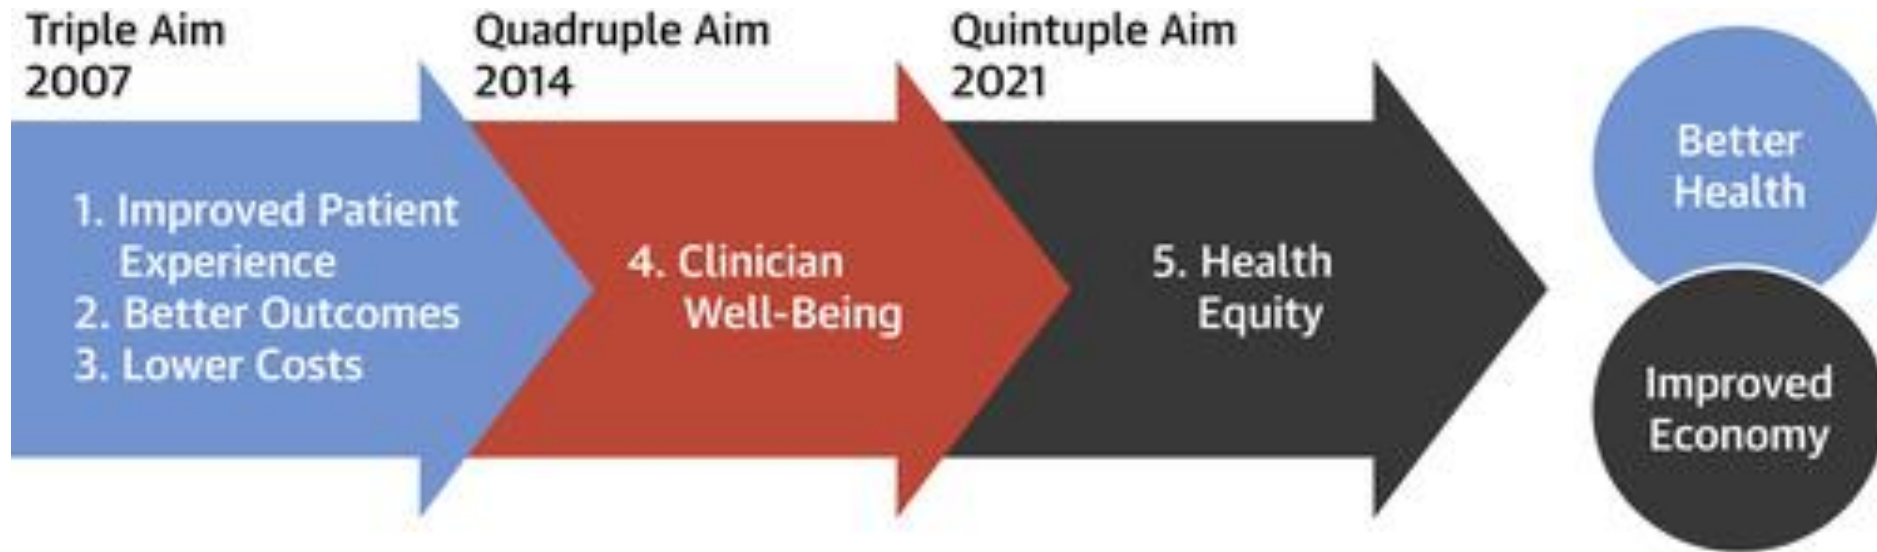 Triple Aim
2007
1. Improved Patient
Experience
2. Better Outcomes
3. Lower Costs
Quadruple Aim
2014
4. Clinician
Well-Being
Quintuple Aim
2021
5. Health
Equity
Better
Health
Improved
Economy